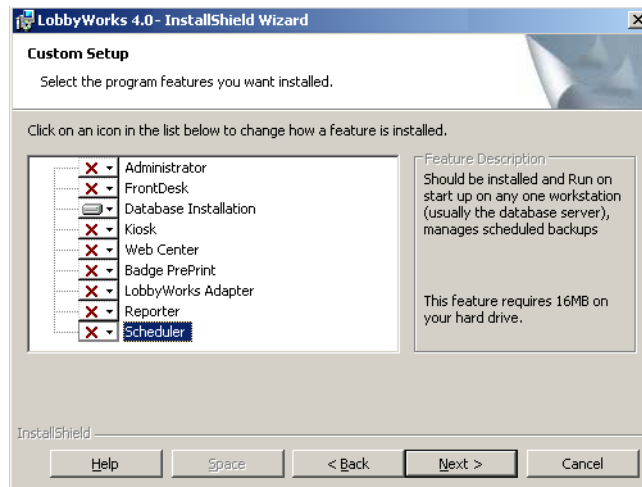 LobbyWorks 4.0 - InstallShield Wizard
Custom Setup
Select the program features you want installed.
Click on an icon in the list below to change how a feature is installed.
Administrator
FrontDesk
Database Installation
Kiosk
Web Center
Badge PrePrint
LobbyWorks Adapter
Reporter
Scheduler
Feature Description
Should be installed and Run on
start up on any one workstation
(usually the database server),
manages scheduled backups
This feature requires 16MB on
your hard drive.
InstallShield
Help
Space
< Back
Next >
Cancel